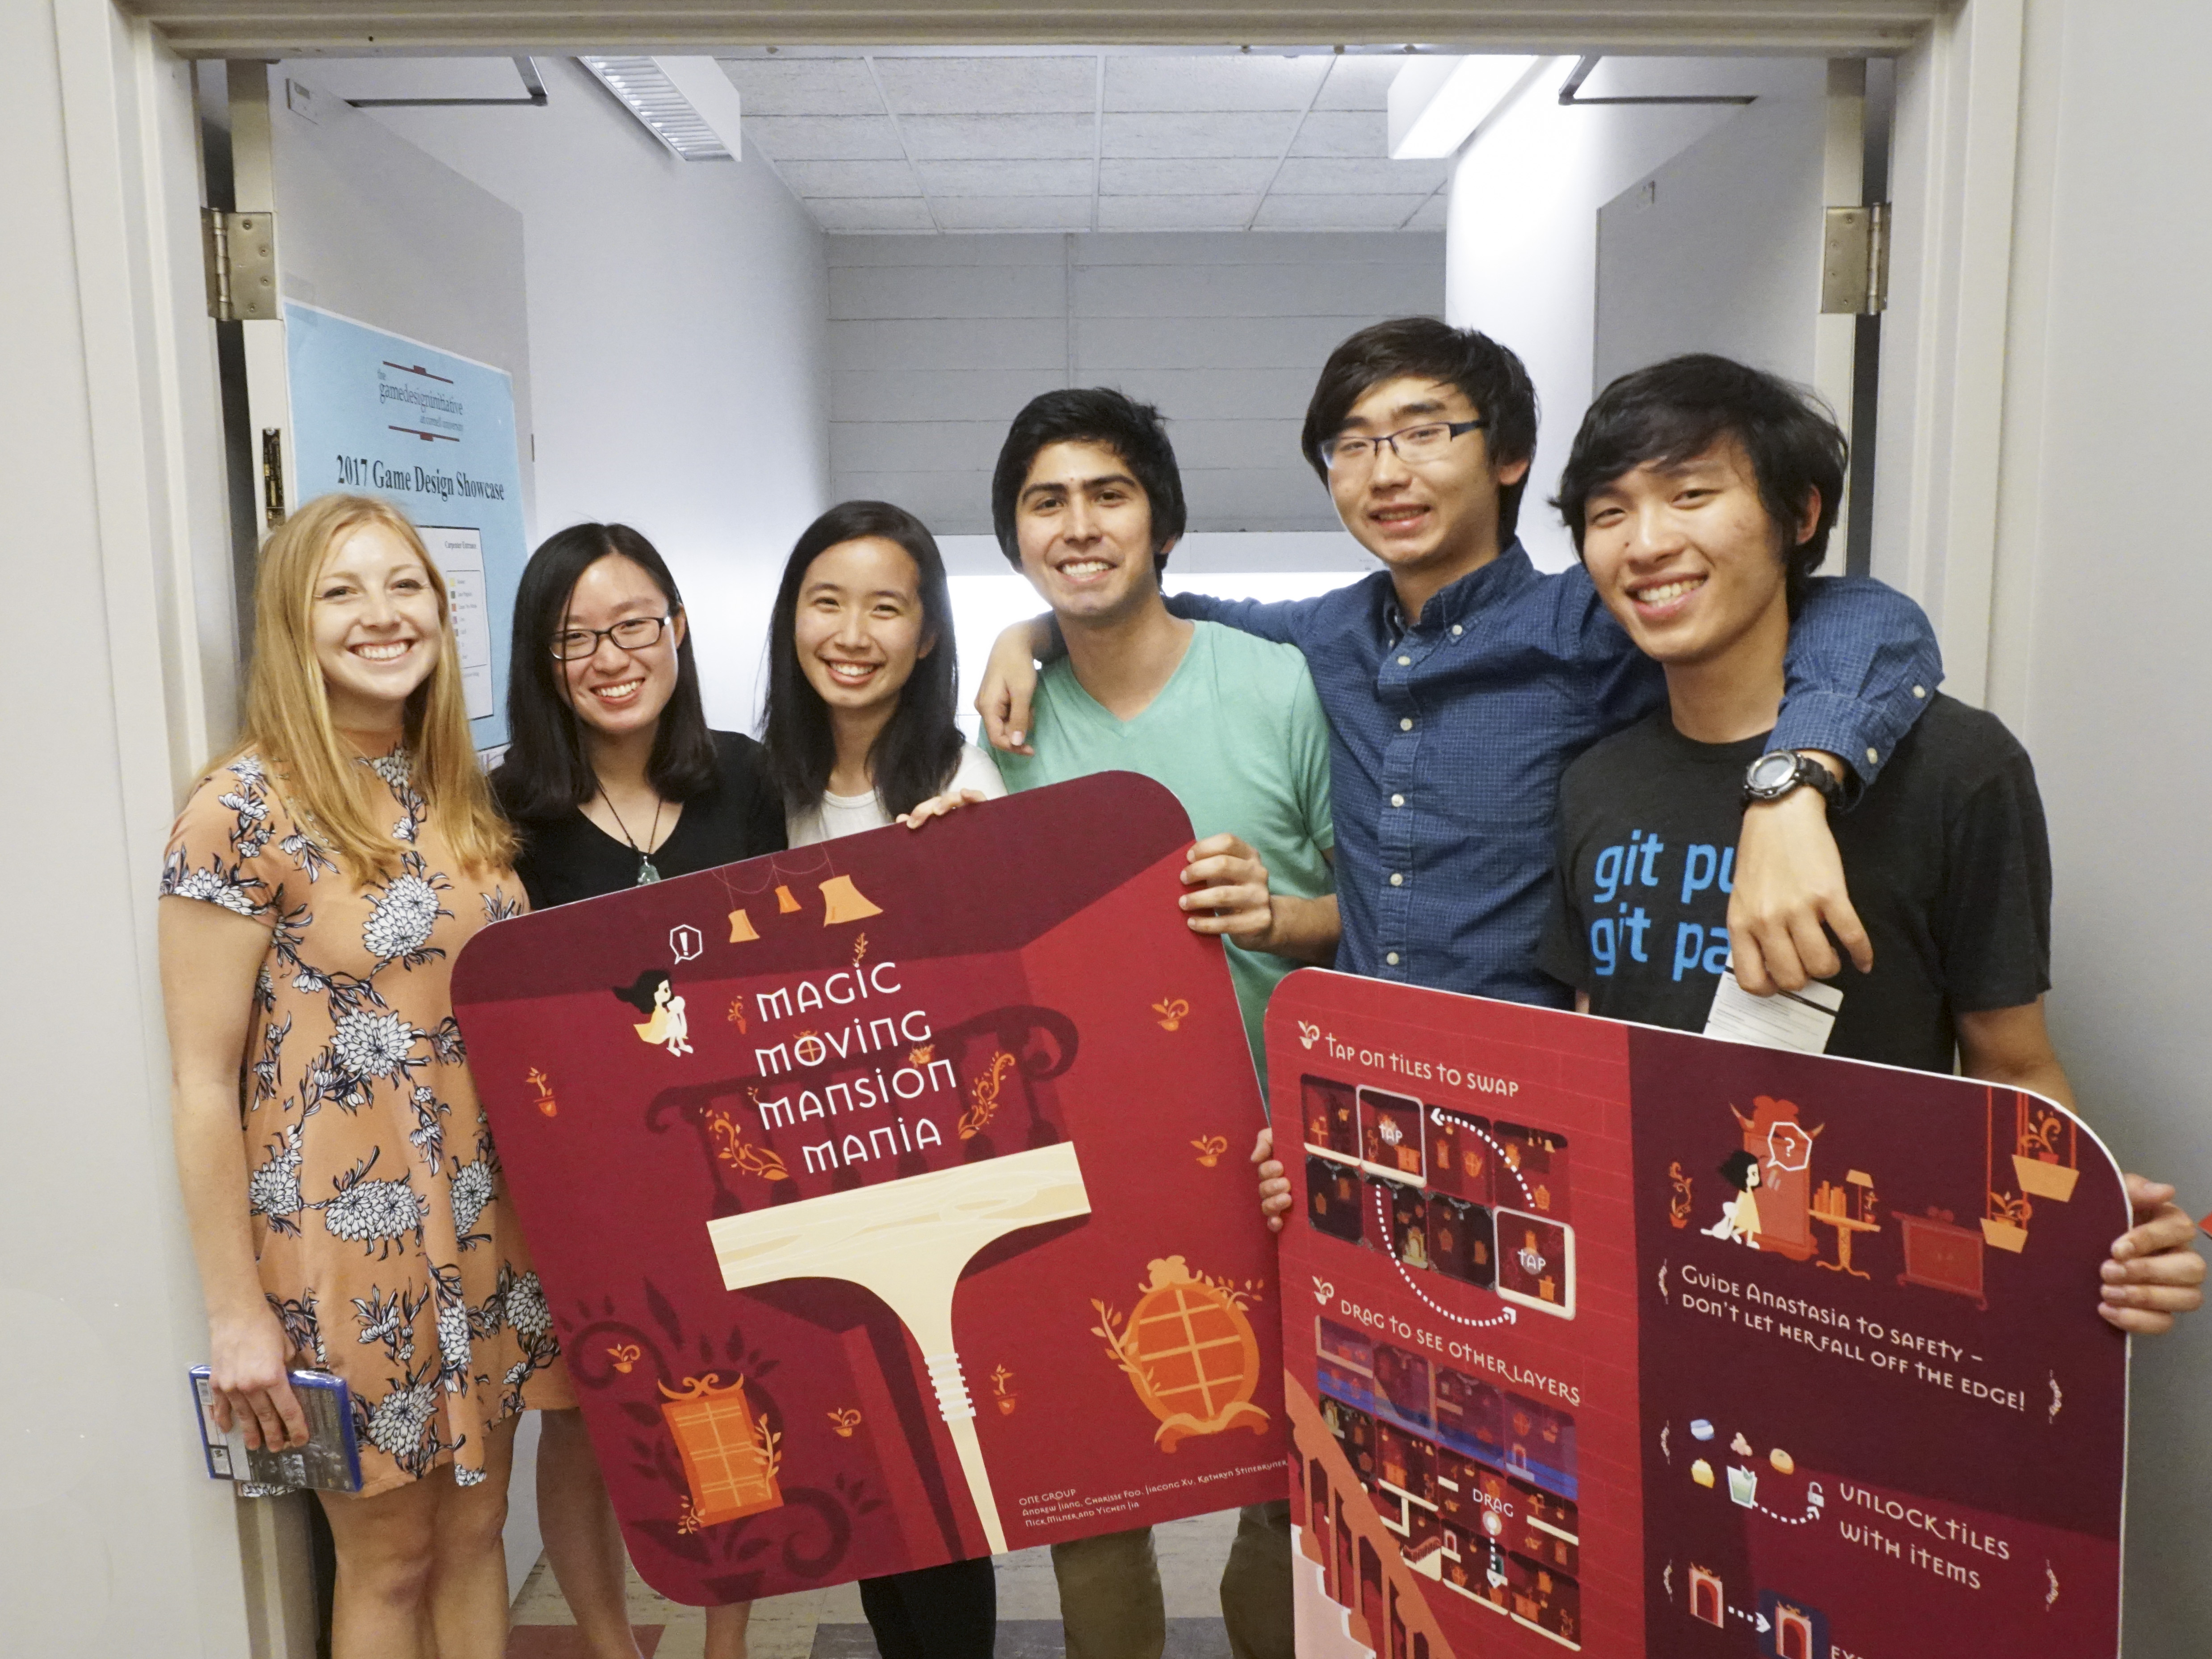 the
gamedesigninitiative
at cornell university
2017 Game Design Showcase
Carpenter Entrance
!
MAGIC
MOVING
MANSION
MANIA
ONE GROUP
ANDREW JIANG, CHARISSE FOO, JIACONG XU, KATHRYN STINEBRUNER,
NICK MILNER AND YICHEN JIA
git pu
git pa
TAP ON TILES TO SWAP
TAP
TAP
DRAG TO SEE OTHER LAYERS
DRAG
?
GUIDE ANASTASIA TO SAFETY –
DON'T LET HER FALL OFF THE EDGE!
UNLOCK TILES
WITH ITEMS